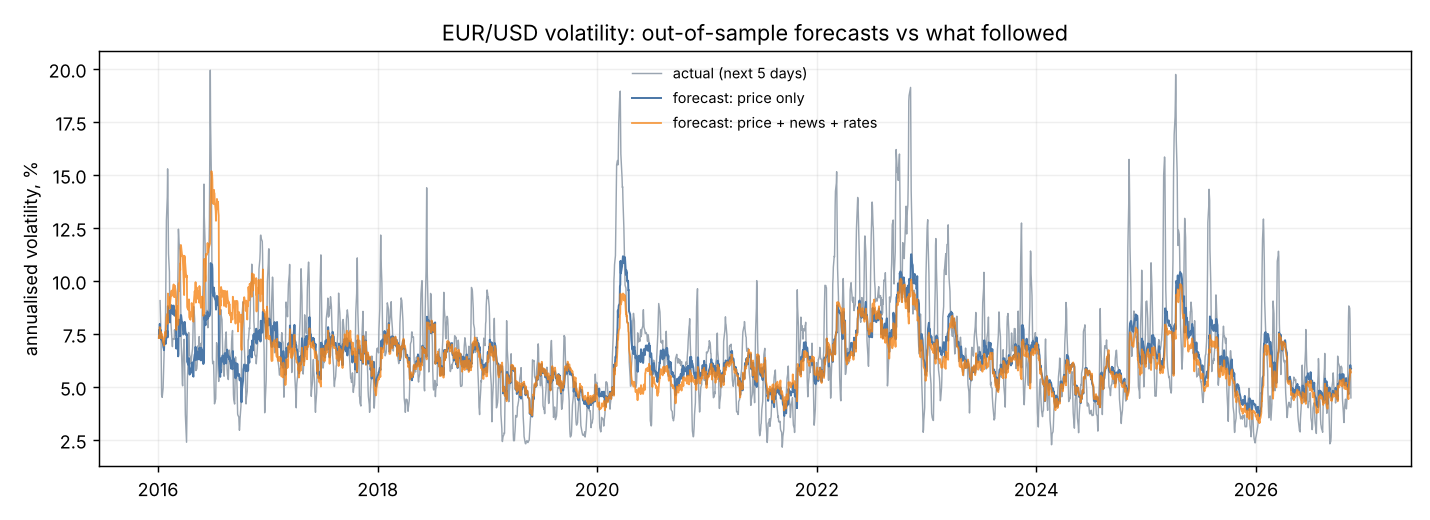 EUR/USD volatility: out-of-sample forecasts vs what followed
actual (next 5 days)
forecast: price only
forecast: price + news + rates
annualised volatility, %
20.0
17.5
15.0
12.5
10.0
7.5
5.0
2.5
2016 2018 2020 2022 2024 2026